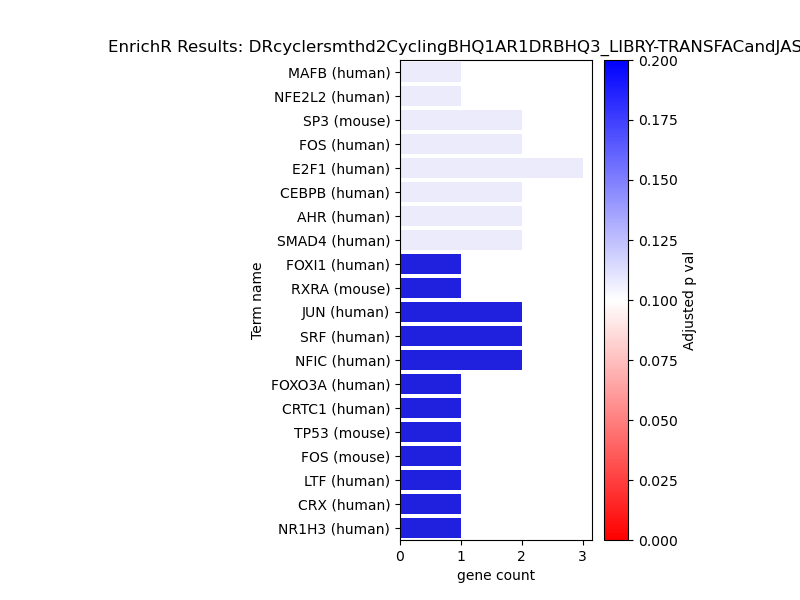 EnrichR Results: DRcyclersmthd2CyclingBHQ1AR1DRBHQ3_LIBRY-TRANSFACandJAS
MAFB (human)
NFE2L2 (human)
SP3 (mouse)
FOS (human)
E2F1 (human)
CEBPB (human)
AHR (human)
SMAD4 (human)
FOXI1 (human)
RXRA (mouse)
JUN (human)
SRF (human)
NFIC (human)
FOXO3A (human)
CRTC1 (human)
TP53 (mouse)
FOS (mouse)
LTF (human)
CRX (human)
NR1H3 (human)
Term name
0 1 2 3
gene count
0.200
0.175
0.150
0.125
0.100
0.075
0.050
0.025
0.000
Adjusted p val